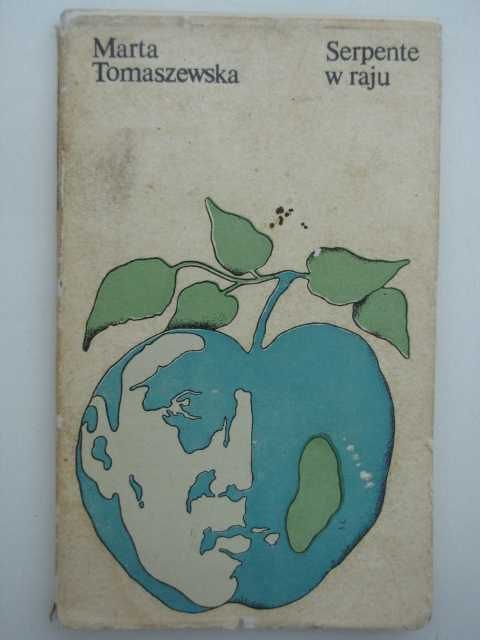 Marta
Tomaszewska
Serpente
w raju